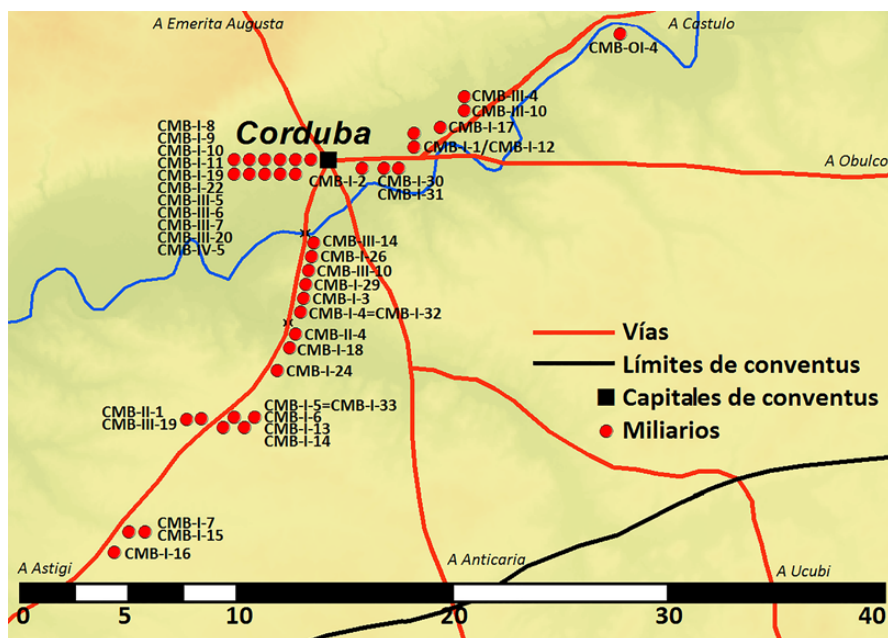 A Emerita Augusta
A Castulo
CMB-OI-4
CMB-III-4
CMB-III-10
CMB-I-17
CMB-I-1/CMB-I-12
CMB-I-8
CMB-I-9
CMB-I-10
CMB-I-11
CMB-I-19
CMB-I-22
CMB-III-5
CMB-III-6
CMB-III-7
CMB-III-20
CMB-IV-5
Corduba
A Obulco
CMB-I-2
CMB-I-30
CMB-I-31
CMB-III-14
CMB-I-26
CMB-III-10
CMB-I-29
CMB-I-3
CMB-I-4=CMB-I-32
CMB-II-4
CMB-I-18
CMB-I-24
Vías
Límites de conventus
Capitales de conventus
Miliarios
CMB-II-1
CMB-III-19
CMB-I-5=CMB-I-33
CMB-I-6
CMB-I-13
CMB-I-14
CMB-I-7
CMB-I-15
CMB-I-16
A Astigi
A Anticaria
A Ucubi
0 5 10 20 30 40